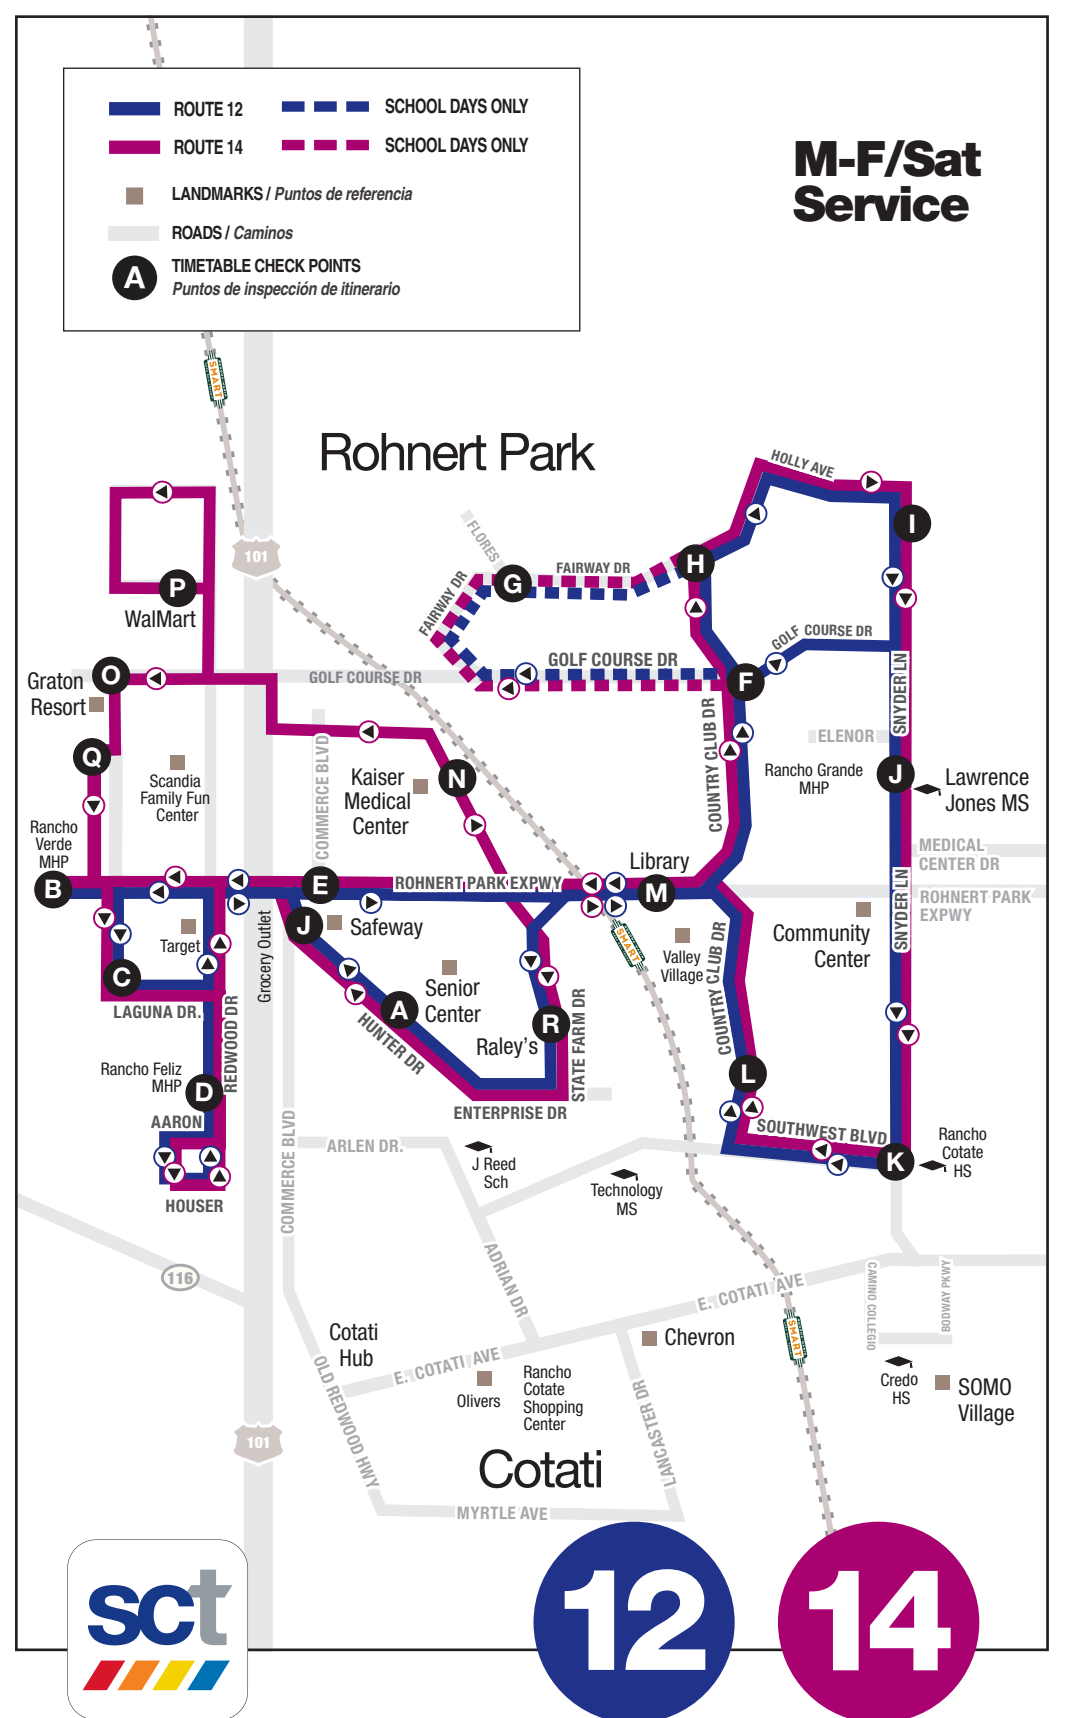 ROUTE 12
SCHOOL DAYS ONLY
ROUTE 14
SCHOOL DAYS ONLY
LANDMARKS / Puntos de referencia
ROADS / Caminos
A
TIMETABLE CHECK POINTS
Puntos de inspección de itinerario
M-F/Sat
Service
SMART
Rohnert Park
101
HOLLY AVE
I
FLORES
FAIRWAY DR
H
G
FAIRWAY DR
P
WalMart
GOLF COURSE DR
GOLF COURSE DR
O
Graton
Resort
GOLF COURSE DR
F
SNYDER LN
COUNTRY CLUB DR
ELENOR
Q
Scandia
Family Fun
Center
COMMERCE BLVD
Kaiser
Medical
Center
N
Rancho Grande
MHP
J
Lawrence
Jones MS
Rancho
Verde
MHP
B
E
ROHNERT PARK EXPWY
Library
M
MEDICAL
CENTER DR
ROHNERT PARK
EXPWY
SNYDER LN
Target
Grocery Outlet
J
Safeway
SMART
Valley
Village
COUNTRY CLUB DR
Community
Center
C
LAGUNA DR.
REDWOOD DR
Senior
Center
A
HUNTER DR
Raley's
R
STATE FARM DR
Rancho Feliz
MHP
D
AARON
ENTERPRISE DR
L
SOUTHWEST BLVD
K
Rancho
Cotate
HS
HOUSER
COMMERCE BLVD
ARLEN DR.
J Reed
Sch
Technology
MS
116
ADRIAN DR
E. COTATI AVE
CAMINO COLLEGIO
BODWAY PKWY
SMART
Cotati
Hub
Chevron
E. COTATI AVE
OLD REDWOOD HWY
Olivers
Rancho
Cotate
Shopping
Center
LANCASTER DR
Credo
HS
SOMO
Village
101
Cotati
MYRTLE AVE
sct
12
14